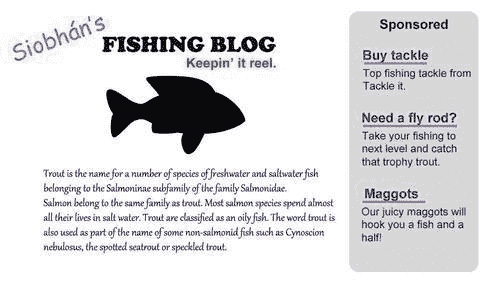 Siobhán's
FISHING BLOG
Keepin' it reel.
Trout is the name for a number of species of freshwater and saltwater fish
belonging to the Salmoninae subfamily of the family Salmonidae.
Salmon belong to the same family as trout. Most salmon species spend almost
all their lives in salt water. Trout are classified as an oily fish. The word trout is
also used as part of the name of some non-salmonid fish such as Cynoscion
nebulosus, the spotted seatrout or speckled trout.
Sponsored
Buy tackle
Top fishing tackle from
Tackle it.
Need a fly rod?
Take your fishing to
next level and catch
that trophy trout.
Maggots
Our juicy maggots will
hook you a fish and a
half!